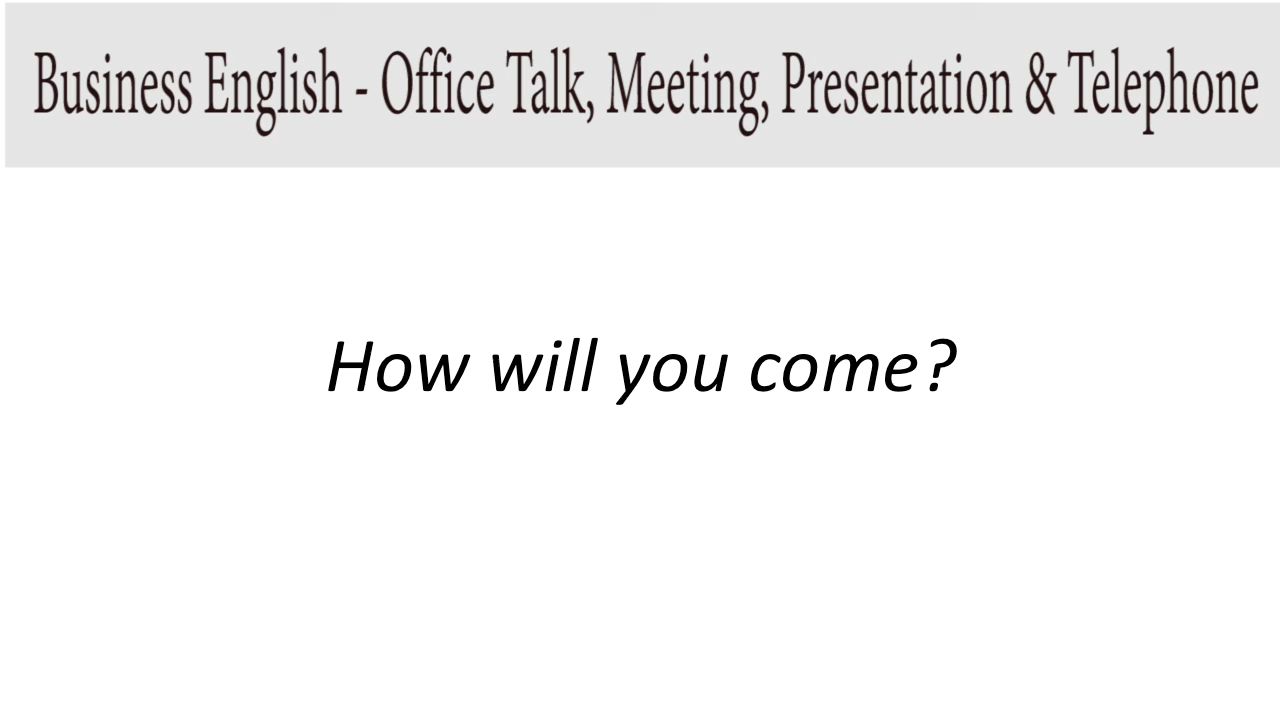 Business English - Office Talk, Meeting, Presentation & Telephone
How will you come?